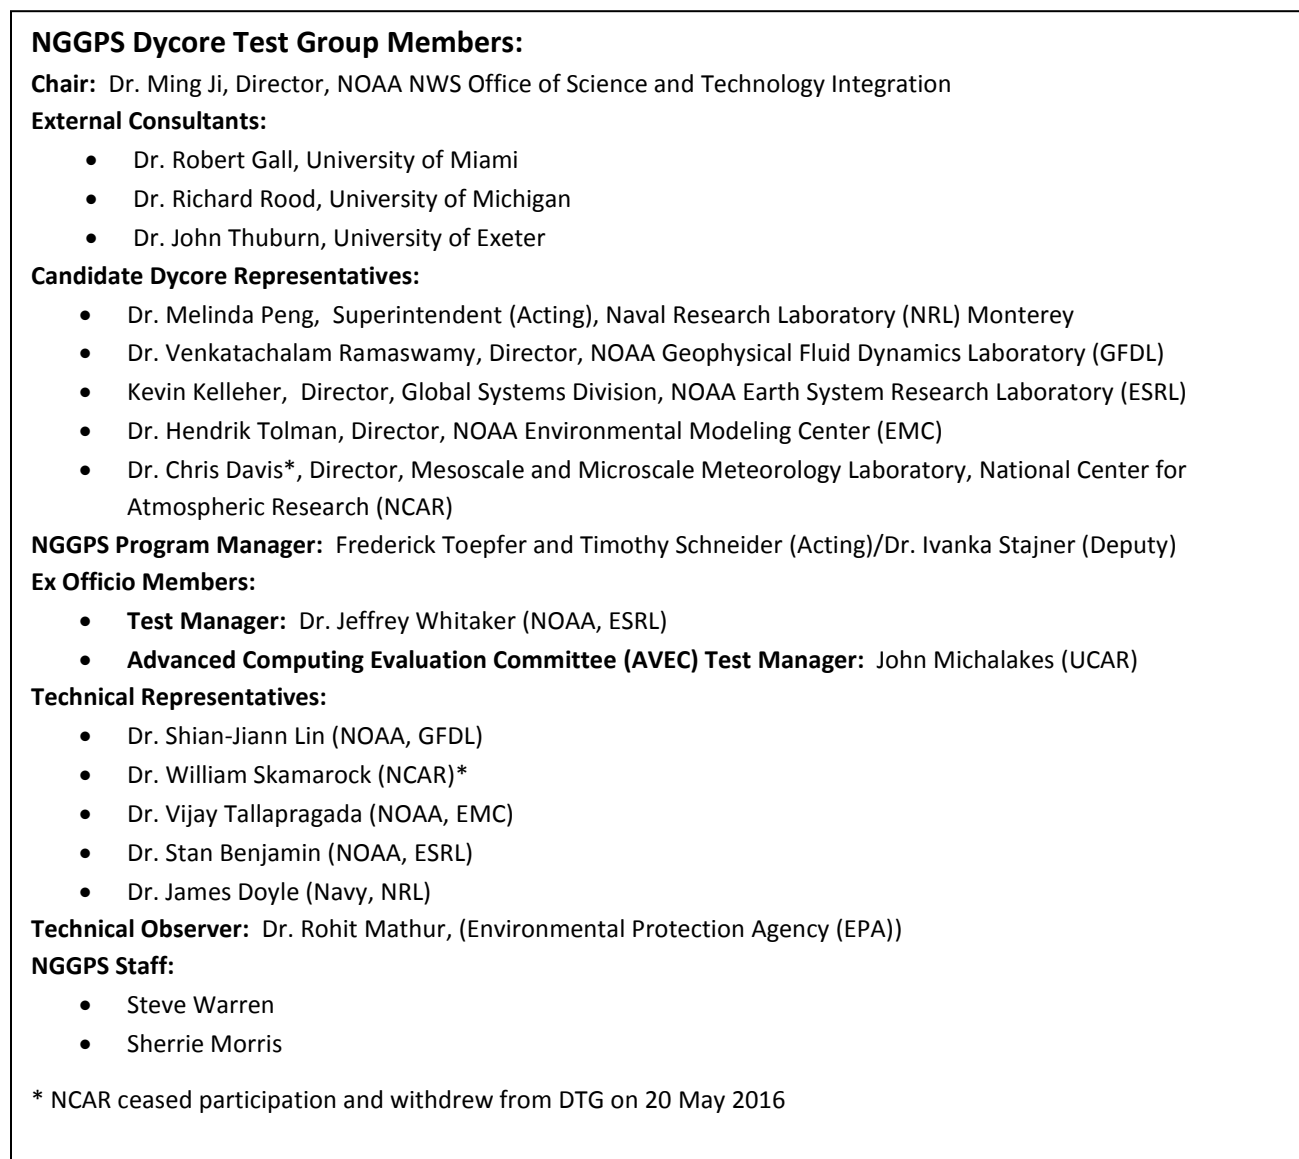 NGGPS Dycore Test Group Members:
Chair: Dr. Ming Ji, Director, NOAA NWS Office of Science and Technology Integration
External Consultants:
• Dr. Robert Gall, University of Miami
• Dr. Richard Rood, University of Michigan
• Dr. John Thuburn, University of Exeter
Candidate Dycore Representatives:
• Dr. Melinda Peng, Superintendent (Acting), Naval Research Laboratory (NRL) Monterey
• Dr. Venkatachalam Ramaswamy, Director, NOAA Geophysical Fluid Dynamics Laboratory (GFDL)
• Kevin Kelleher, Director, Global Systems Division, NOAA Earth System Research Laboratory (ESRL)
• Dr. Hendrik Tolman, Director, NOAA Environmental Modeling Center (EMC)
• Dr. Chris Davis*, Director, Mesoscale and Microscale Meteorology Laboratory, National Center for
Atmospheric Research (NCAR)
NGGPS Program Manager: Frederick Toepfer and Timothy Schneider (Acting)/Dr. Ivanka Stajner (Deputy)
Ex Officio Members:
• Test Manager: Dr. Jeffrey Whitaker (NOAA, ESRL)
• Advanced Computing Evaluation Committee (AVEC) Test Manager: John Michalakes (UCAR)
Technical Representatives:
• Dr. Shian-Jiann Lin (NOAA, GFDL)
• Dr. William Skamarock (NCAR)*
• Dr. Vijay Tallapragada (NOAA, EMC)
• Dr. Stan Benjamin (NOAA, ESRL)
• Dr. James Doyle (Navy, NRL)
Technical Observer: Dr. Rohit Mathur, (Environmental Protection Agency (EPA))
NGGPS Staff:
• Steve Warren
• Sherrie Morris
* NCAR ceased participation and withdrew from DTG on 20 May 2016